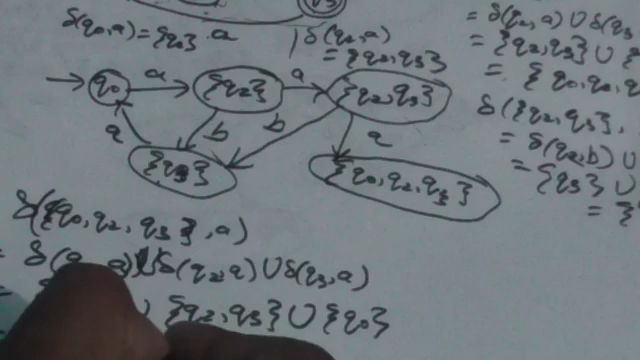 q3
δ(q0,a)={q2}
a
δ(q2,a)
={q2,q3}
q0
a
{q2}
a
{q2,q3}
a
b
b
a
{q3}
{q0,q2,q3}
= δ(q2,a) ∪ δ(q3
= {q2,q3} ∪ {
= {q0,q2,q
δ({q2,q3},
= δ(q2,b) ∪
= {q3} ∪
= {
δ({q0,q2,q3},a)
= δ(q a) ∪ δ(q2,a) ∪ δ(q3,a)
= ∪ {q2,q3} ∪ {q0}